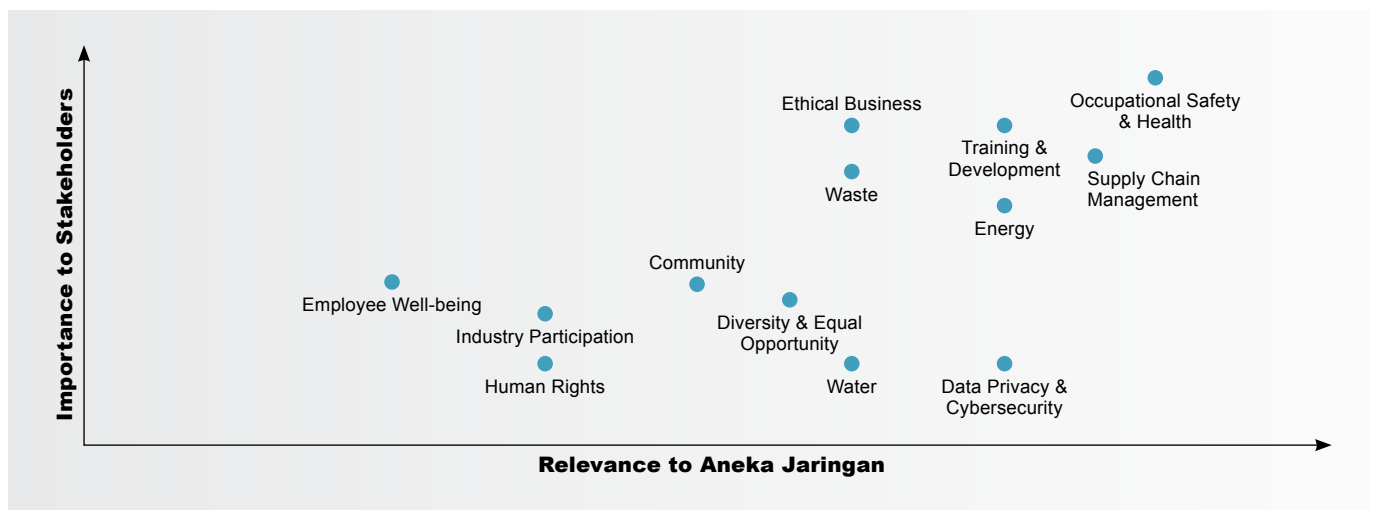 Importance to Stakeholders
Occupational Safety
& Health
Ethical Business
Training &
Development
Supply Chain
Management
Waste
Energy
Community
Employee Well-being
Diversity & Equal
Opportunity
Industry Participation
Human Rights
Water
Data Privacy &
Cybersecurity
Relevance to Aneka Jaringan